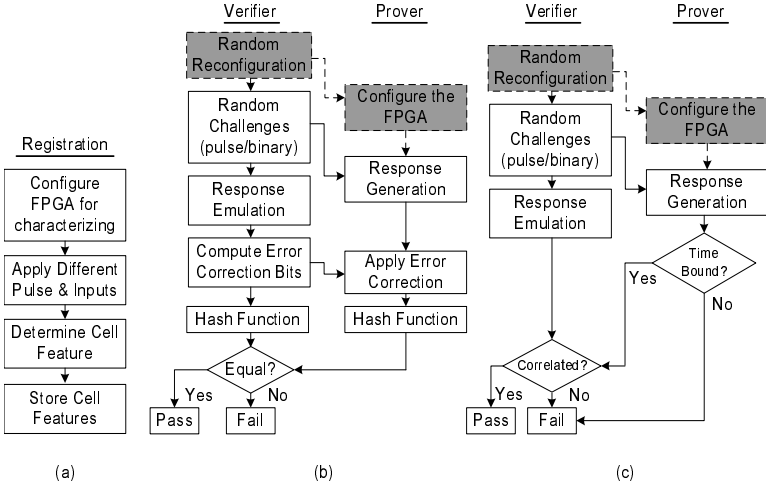 Registration
Configure
FPGA for
characterizing
Apply Different
Pulse & Inputs
Determine Cell
Feature
Store Cell
Features
(a)
Verifier
Prover
Random
Reconfiguration
Configure the
FPGA
Random
Challenges
(pulse/binary)
Response
Generation
Response
Emulation
Compute Error
Correction Bits
Apply Error
Correction
Hash Function
Hash Function
Equal?
Yes
No
Pass
Fail
(b)
Verifier
Prover
Random
Reconfiguration
Configure the
FPGA
Random
Challenges
(pulse/binary)
Response
Generation
Response
Emulation
Time
Bound?
Yes
No
Correlated?
Yes
No
Pass
Fail
(c)